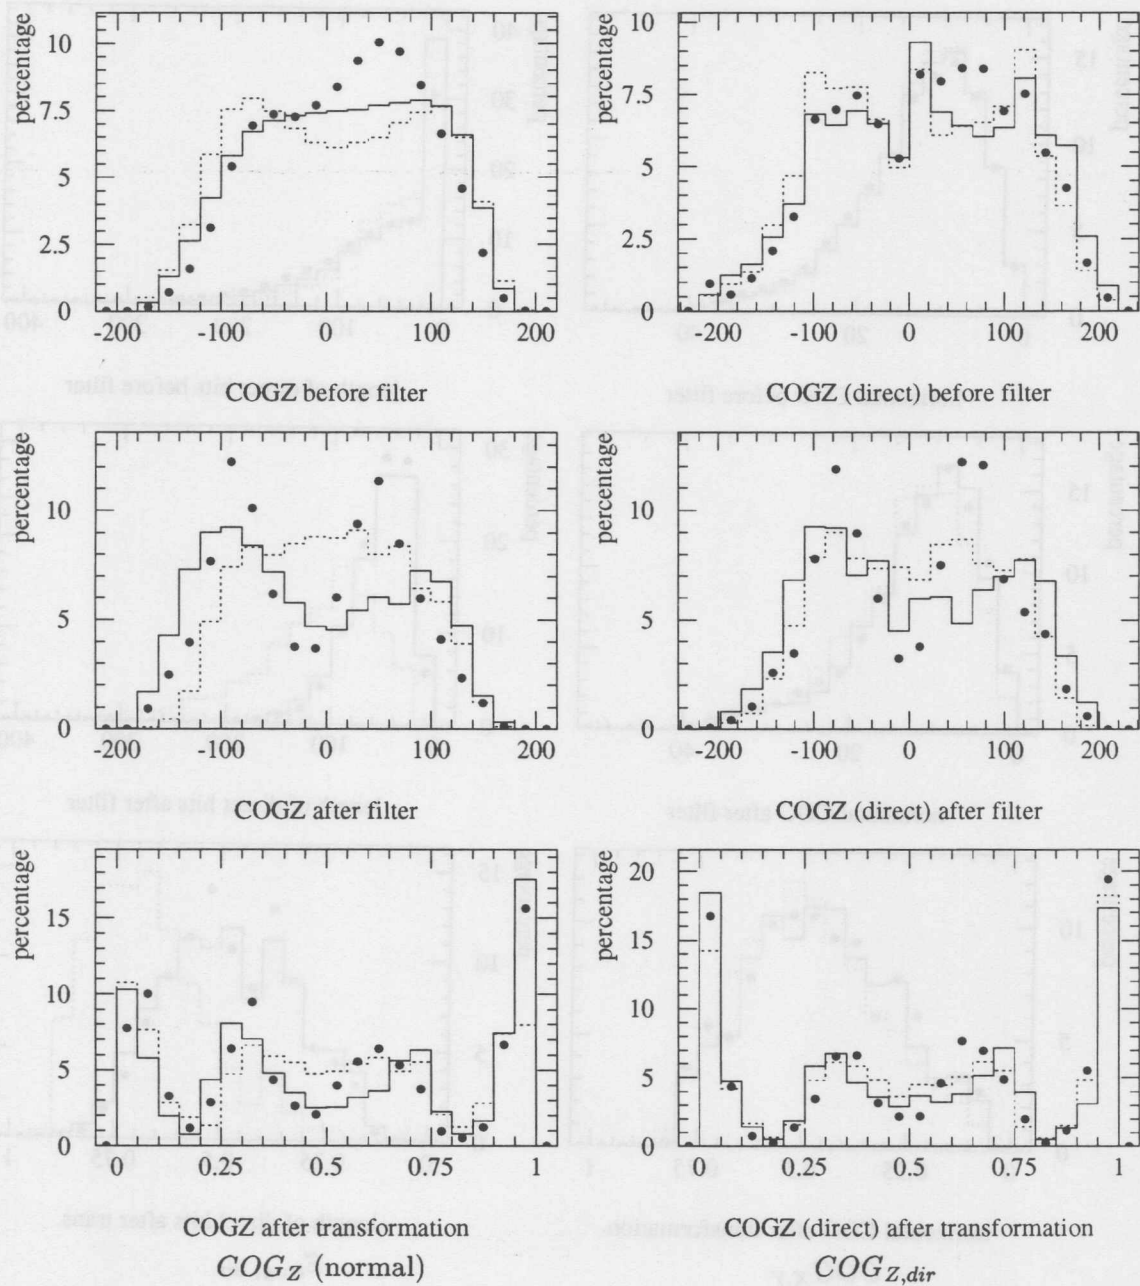 percentage
10
7.5
5
2.5
0
-200 -100 0 100 200
COGZ before filter
percentage
10
7.5
5
2.5
0
-200 -100 0 100 200
COGZ (direct) before filter
percentage
10
5
0
-200 -100 0 100 200
COGZ after filter
percentage
10
5
0
-200 -100 0 100 200
COGZ (direct) after filter
percentage
15
10
5
0
0 0.25 0.5 0.75 1
COGZ after transformation
COG_Z (normal)
percentage
20
15
10
5
0
0 0.25 0.5 0.75 1
COGZ (direct) after transformation
COG_{Z,dir}